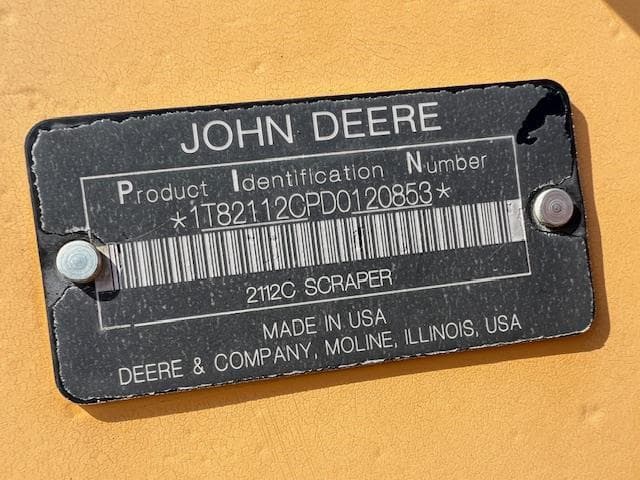 JOHN DEERE
Product Identification Number
*1T82112CPD0120853*
2112C SCRAPER
MADE IN USA
DEERE & COMPANY, MOLINE, ILLINOIS, USA